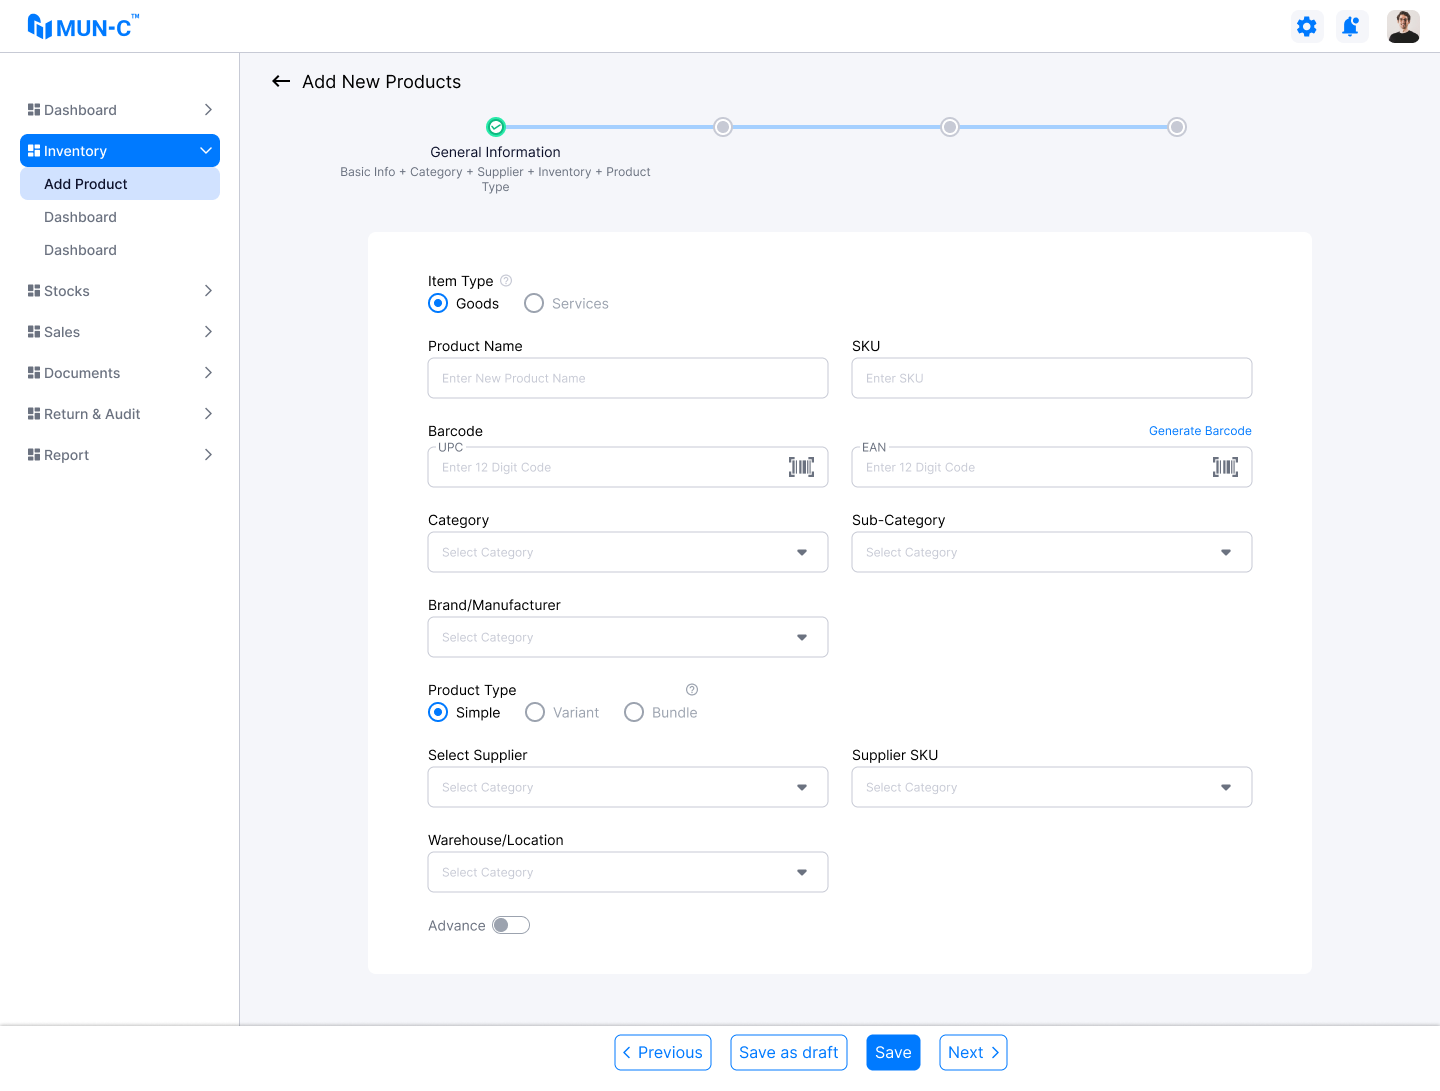 MUN-C™
Add New Products
Dashboard
Inventory
Add Product
Dashboard
Dashboard
Stocks
Sales
Documents
Return & Audit
Report
General Information
Basic Info + Category + Supplier + Inventory + Product
Type
Item Type
Goods Services
Product Name SKU
Enter New Product Name Enter SKU
Barcode Generate Barcode
UPC EAN
Enter 12 Digit Code Enter 12 Digit Code
Category Sub-Category
Select Category Select Category
Brand/Manufacturer
Select Category
Product Type
Simple Variant Bundle
Select Supplier Supplier SKU
Select Category Select Category
Warehouse/Location
Select Category
Advance
Previous Save as draft Save Next